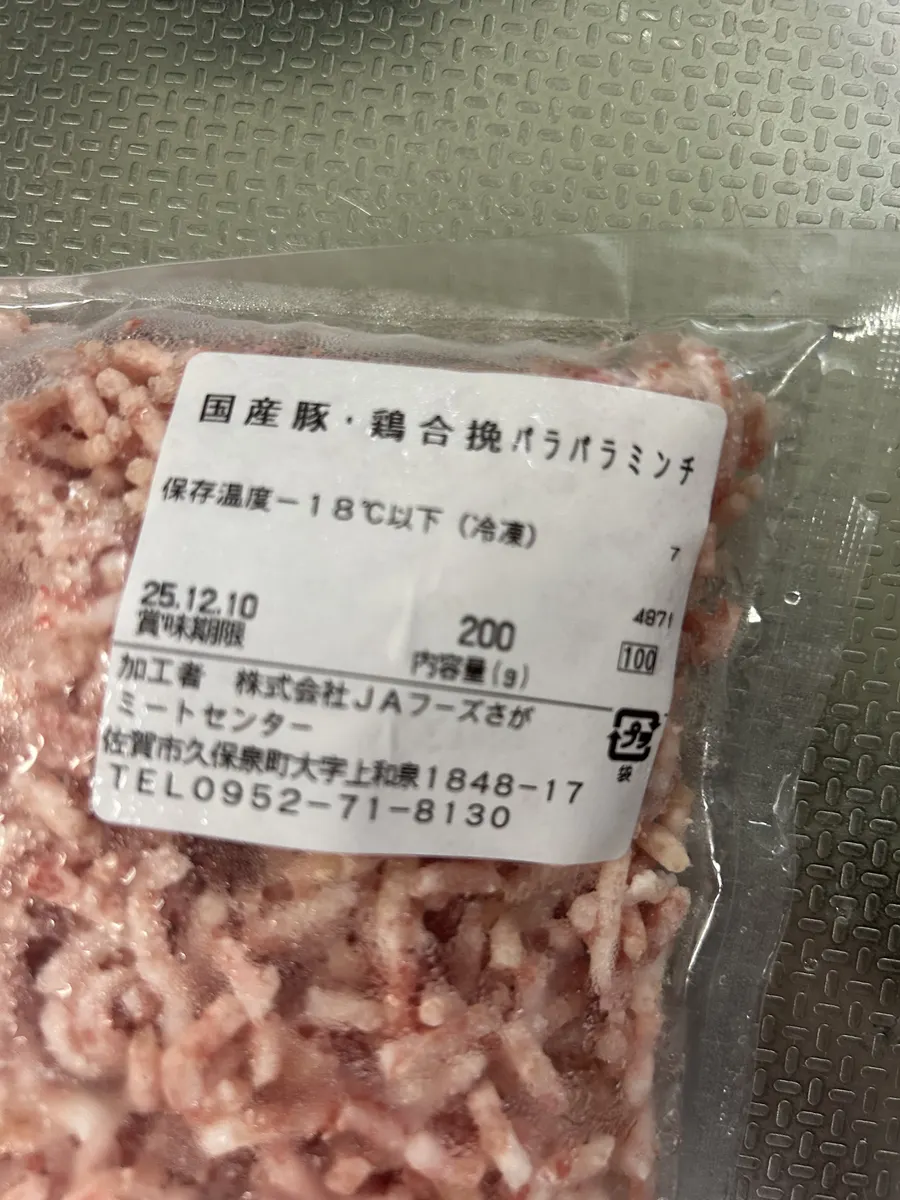 国産豚・鶏合挽パラパラミンチ
保存温度－18℃以下（冷凍）
7
25.12.10
賞味期限
200
内容量(g)
4871
100
加工者 株式会社JAフーズさが
ミートセンター
佐賀市久保泉町大字上和泉1848－17
TEL0952－71－8130
プラ
袋